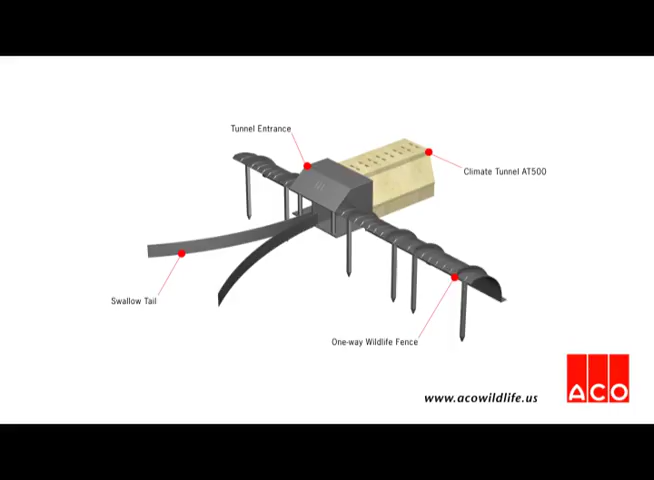 Tunnel Entrance
Climate Tunnel AT500
Swallow Tail
One-way Wildlife Fence
www.acowildlife.us
ACO